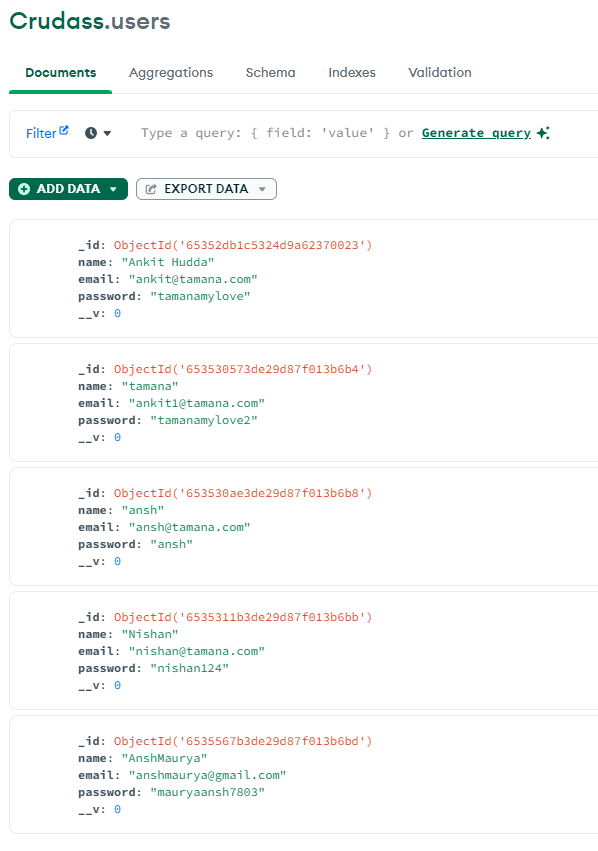 Crudass.users
Documents Aggregations Schema Indexes Validation
Filter Type a query: { field: 'value' } or Generate query
ADD DATA EXPORT DATA
_id: ObjectId('65352db1c5324d9a62370023')
name: "Ankit Hudda"
email: "ankit@tamana.com"
password: "tamanamylove"
__v: 0
_id: ObjectId('653530573de29d87f013b6b4')
name: "tamana"
email: "ankit1@tamana.com"
password: "tamanamylove2"
__v: 0
_id: ObjectId('653530ae3de29d87f013b6b8')
name: "ansh"
email: "ansh@tamana.com"
password: "ansh"
__v: 0
_id: ObjectId('6535311b3de29d87f013b6bb')
name: "Nishan"
email: "nishan@tamana.com"
password: "nishan124"
__v: 0
_id: ObjectId('6535567b3de29d87f013b6bd')
name: "AnshMaurya"
email: "anshmaurya@gmail.com"
password: "mauryaansh7803"
__v: 0